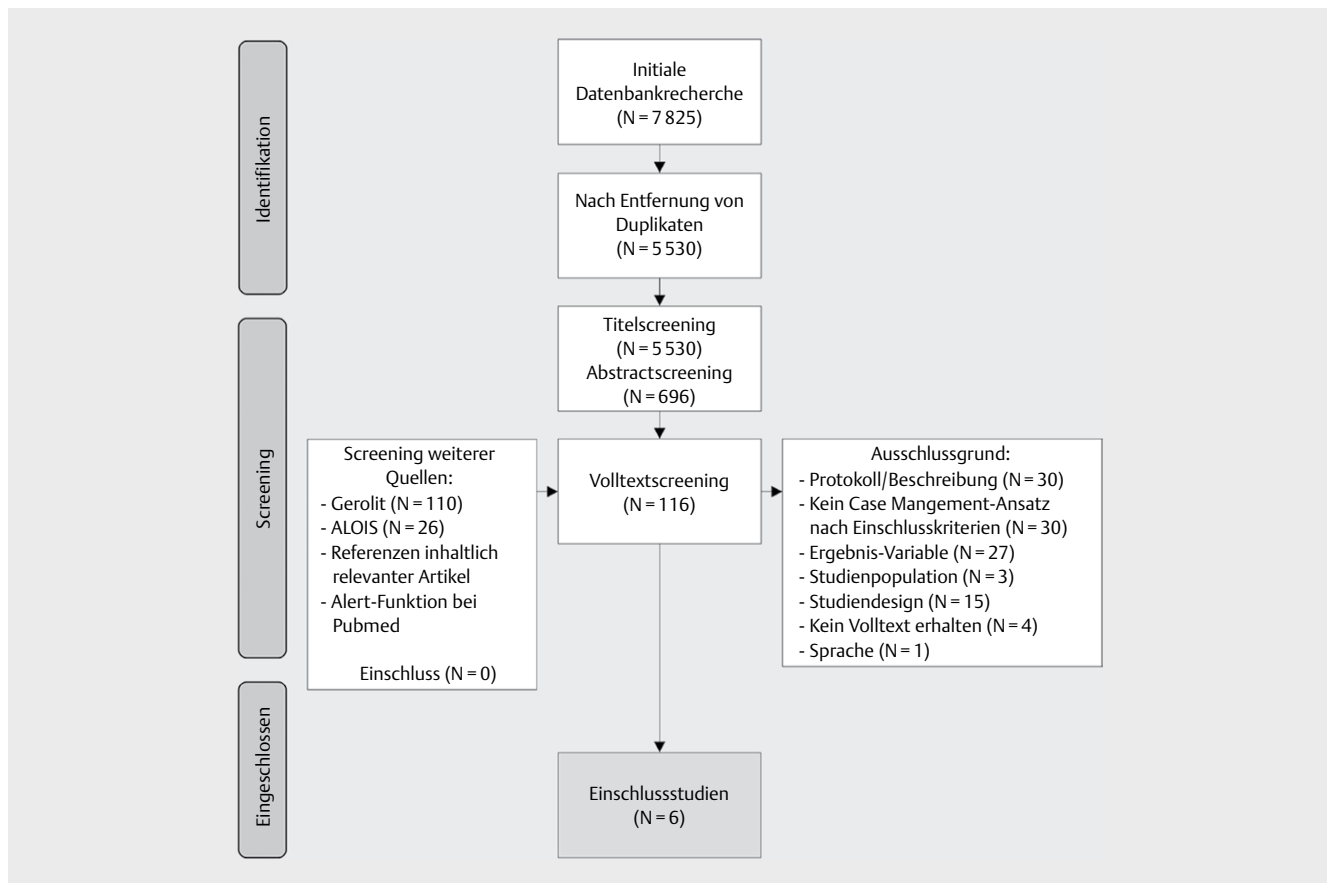 Identifikation
Initiale
Datenbankrecherche
(N = 7 825)
Nach Entfernung von
Duplikaten
(N = 5 530)
Screening
Titelscreening
(N = 5 530)
Abstractscreening
(N = 696)
Screening weiterer
Quellen:
- Gerolit (N = 110)
- ALOIS (N = 26)
- Referenzen inhaltlich
relevanter Artikel
- Alert-Funktion bei
Pubmed
Einschluss (N = 0)
Volltextscreening
(N = 116)
Ausschlussgrund:
- Protokoll/Beschreibung (N = 30)
- Kein Case Mangement-Ansatz
nach Einschlusskriterien (N = 30)
- Ergebnis-Variable (N = 27)
- Studienpopulation (N = 3)
- Studiendesign (N = 15)
- Kein Volltext erhalten (N = 4)
- Sprache (N = 1)
Eingeschlossen
Einschlussstudien
(N = 6)